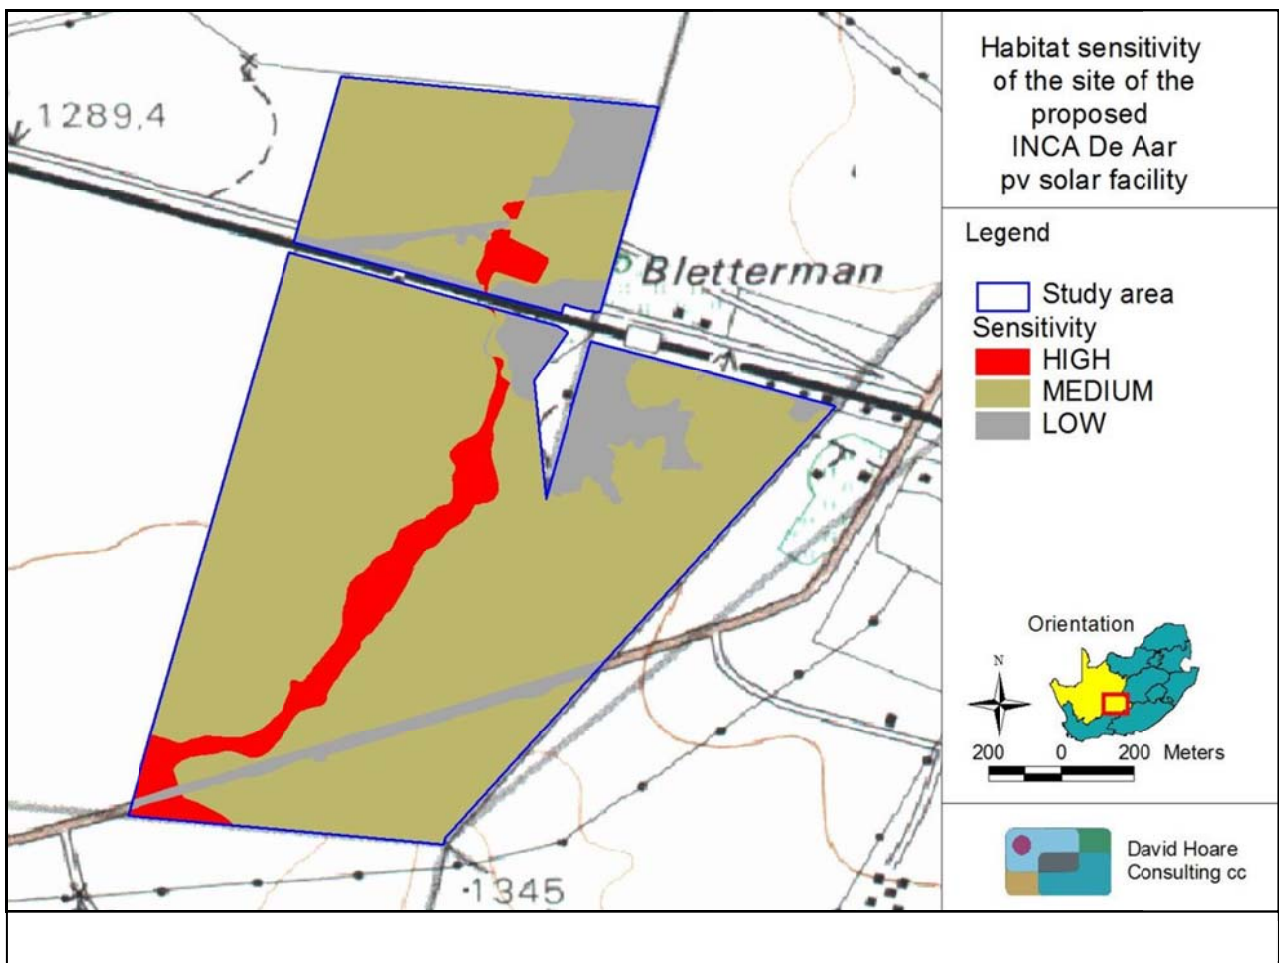 1289,4
Bletterman
·1345
Habitat sensitivity
of the site of the
proposed
INCA De Aar
pv solar facility
Legend
Study area
Sensitivity
HIGH
MEDIUM
LOW
Orientation
N
200 0 200 Meters
David Hoare
Consulting cc